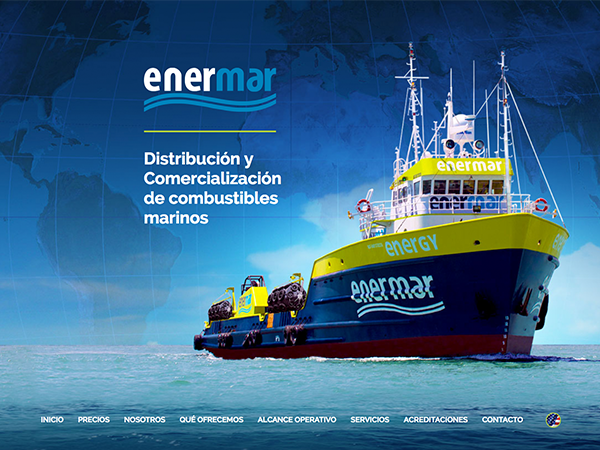 enermar
Distribución y
Comercialización
de combustibles
marinos
enermar
enermar
energy
enermar
INICIO PRECIOS NOSOTROS QUÉ OFRECEMOS ALCANCE OPERATIVO SERVICIOS ACREDITACIONES CONTACTO